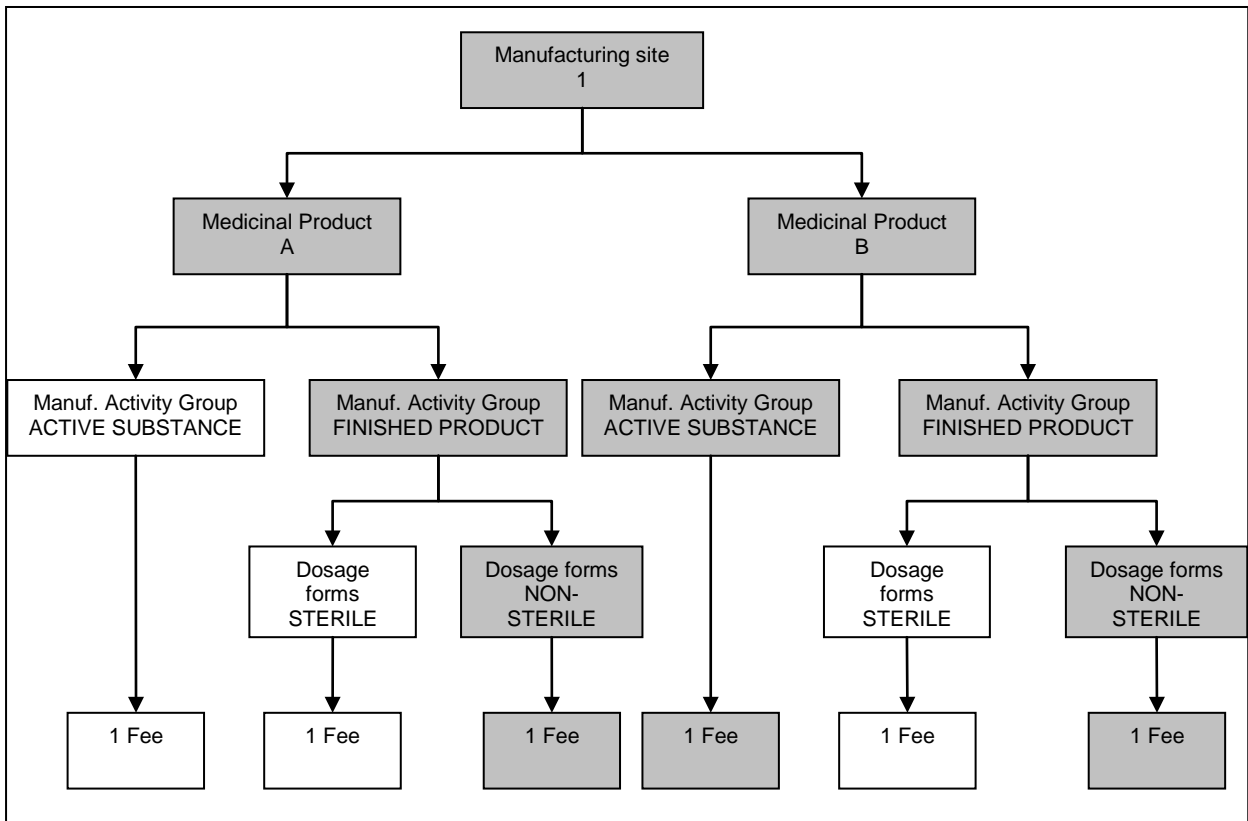 Manufacturing site
1
Medicinal Product
A
Medicinal Product
B
Manuf. Activity Group
ACTIVE SUBSTANCE
Manuf. Activity Group
FINISHED PRODUCT
Manuf. Activity Group
ACTIVE SUBSTANCE
Manuf. Activity Group
FINISHED PRODUCT
Dosage
forms
STERILE
Dosage forms
NON-
STERILE
Dosage
forms
STERILE
Dosage forms
NON-
STERILE
1 Fee
1 Fee
1 Fee
1 Fee
1 Fee
1 Fee